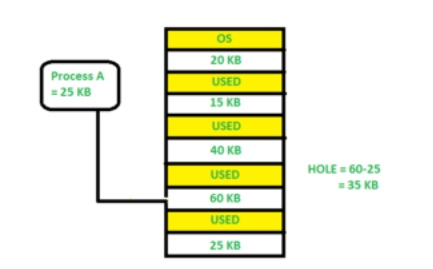 OS
20 KB
Process A
= 25 KB
USED
15 KB
USED
40 KB
USED
HOLE = 60-25
= 35 KB
60 KB
USED
25 KB